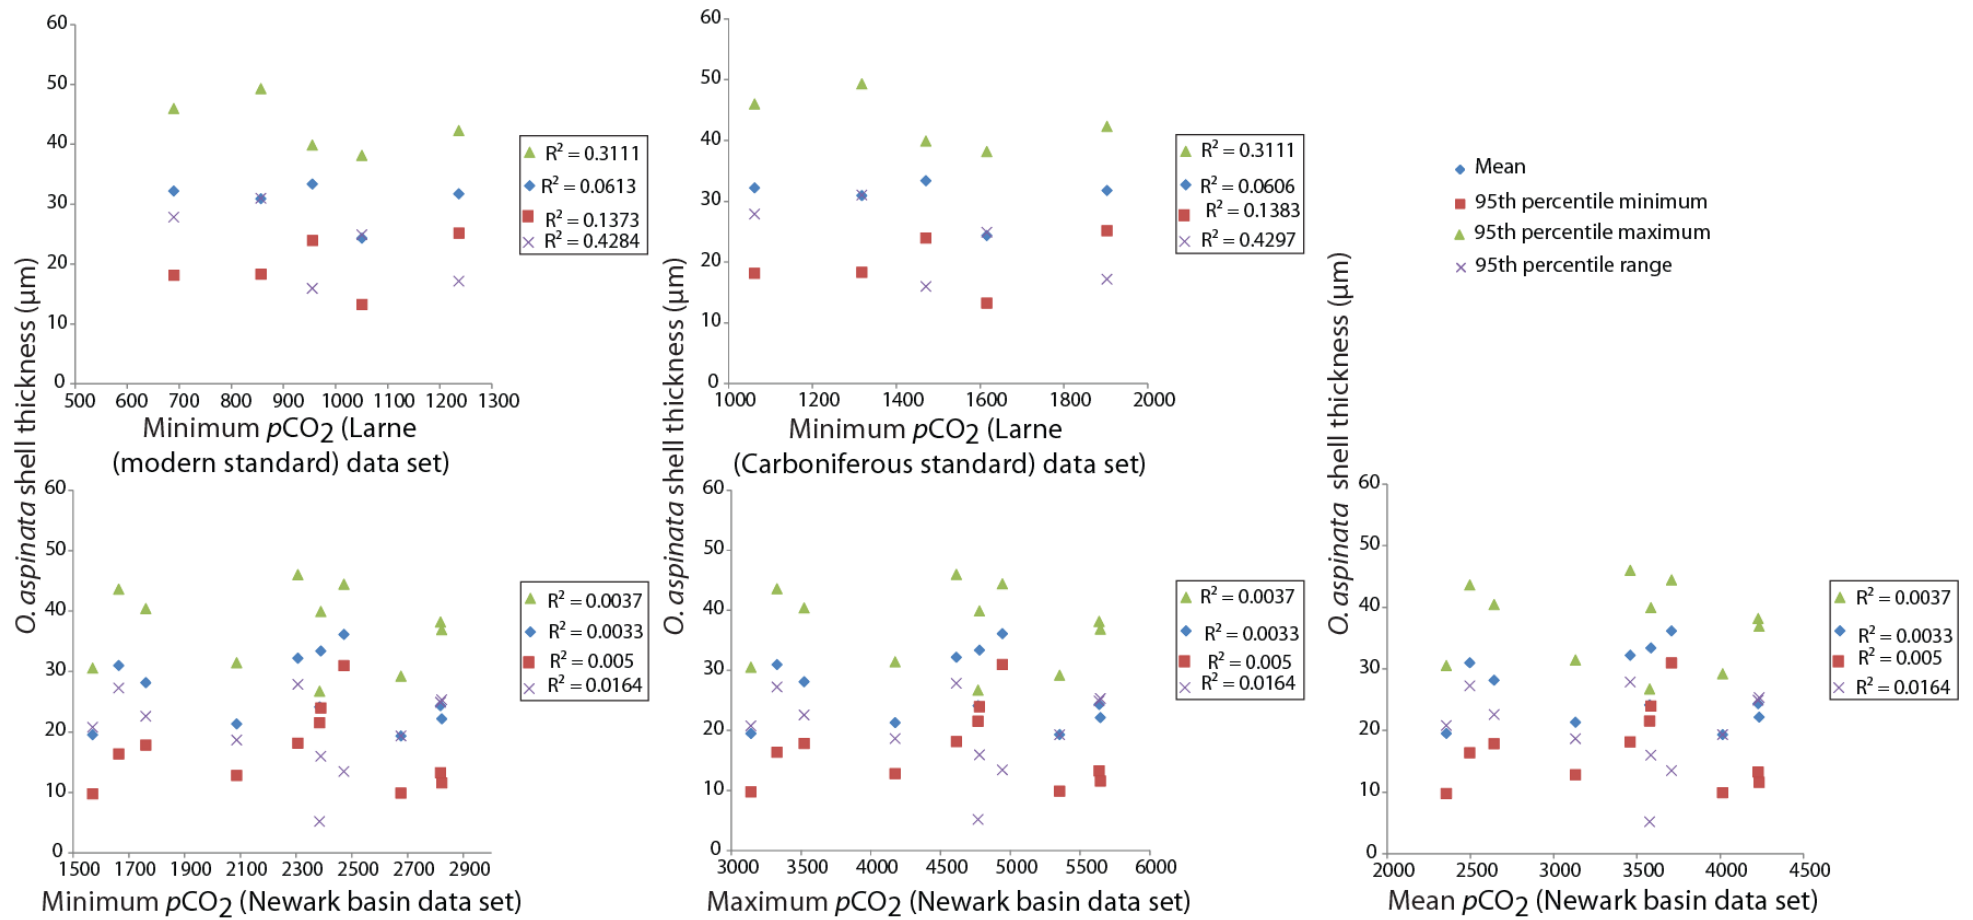 60
50
40
30
20
10
0
500 600 700 800 900 1000 1100 1200 1300
Minimum pCO2 (Larne
(modern standard) data set)
R² = 0.3111
R² = 0.0613
R² = 0.1373
R² = 0.4284
60
50
40
30
20
10
0
1000 1200 1400 1600 1800 2000
Minimum pCO2 (Larne
(Carboniferous standard) data set)
R² = 0.3111
R² = 0.0606
R² = 0.1383
R² = 0.4297
Mean
95th percentile minimum
95th percentile maximum
95th percentile range
O. aspinata shell thickness (µm)
60
50
40
30
20
10
0
1500 1700 1900 2100 2300 2500 2700 2900
Minimum pCO2 (Newark basin data set)
R² = 0.0037
R² = 0.0033
R² = 0.005
R² = 0.0164
O. aspinata shell thickness (µm)
60
50
40
30
20
10
0
3000 3500 4000 4500 5000 5500 6000
Maximum pCO2 (Newark basin data set)
R² = 0.0037
R² = 0.0033
R² = 0.005
R² = 0.0164
O. aspinata shell thickness (µm)
60
50
40
30
20
10
0
2000 2500 3000 3500 4000 4500
Mean pCO2 (Newark basin data set)
R² = 0.0037
R² = 0.0033
R² = 0.005
R² = 0.0164